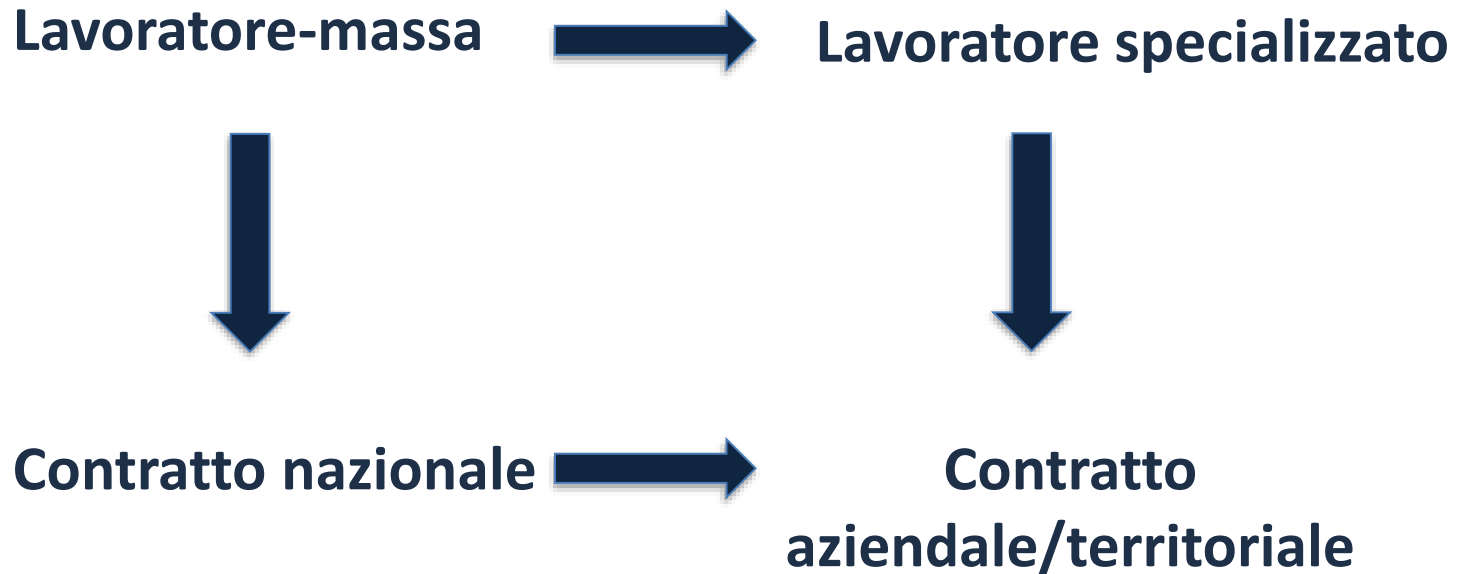 Lavoratore-massa
Lavoratore specializzato
Contratto nazionale
Contratto
aziendale/territoriale